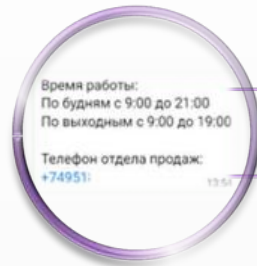 Время работы:
По будням с 9:00 до 21:00
По выходным с 9:00 до 19:00
Телефон отдела продаж:
+74951
13:54